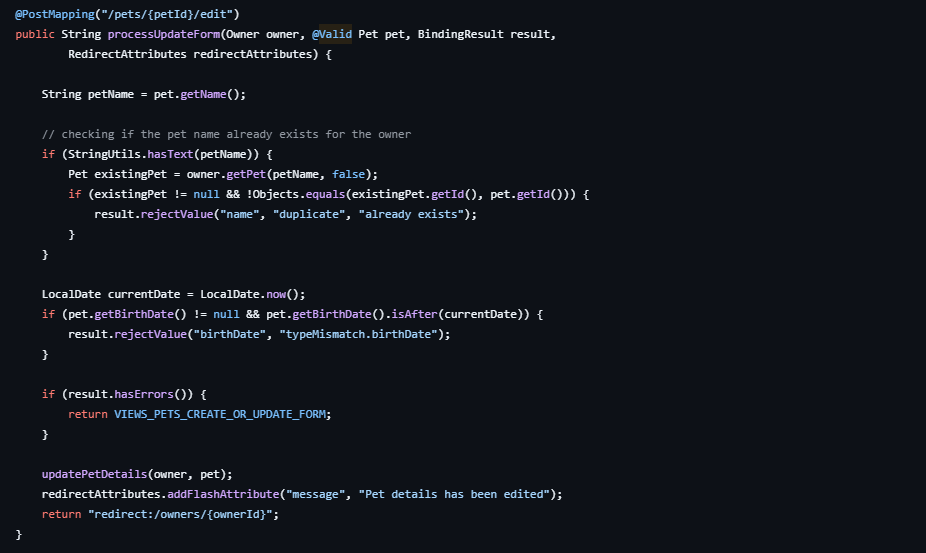 @PostMapping("/pets/{petId}/edit")
public String processUpdateForm(Owner owner, @Valid Pet pet, BindingResult result,
        RedirectAttributes redirectAttributes) {

    String petName = pet.getName();

    // checking if the pet name already exists for the owner
    if (StringUtils.hasText(petName)) {
        Pet existingPet = owner.getPet(petName, false);
        if (existingPet != null && !Objects.equals(existingPet.getId(), pet.getId())) {
            result.rejectValue("name", "duplicate", "already exists");
        }
    }

    LocalDate currentDate = LocalDate.now();
    if (pet.getBirthDate() != null && pet.getBirthDate().isAfter(currentDate)) {
        result.rejectValue("birthDate", "typeMismatch.birthDate");
    }

    if (result.hasErrors()) {
        return VIEWS_PETS_CREATE_OR_UPDATE_FORM;
    }

    updatePetDetails(owner, pet);
    redirectAttributes.addFlashAttribute("message", "Pet details has been edited");
    return "redirect:/owners/{ownerId}";
}